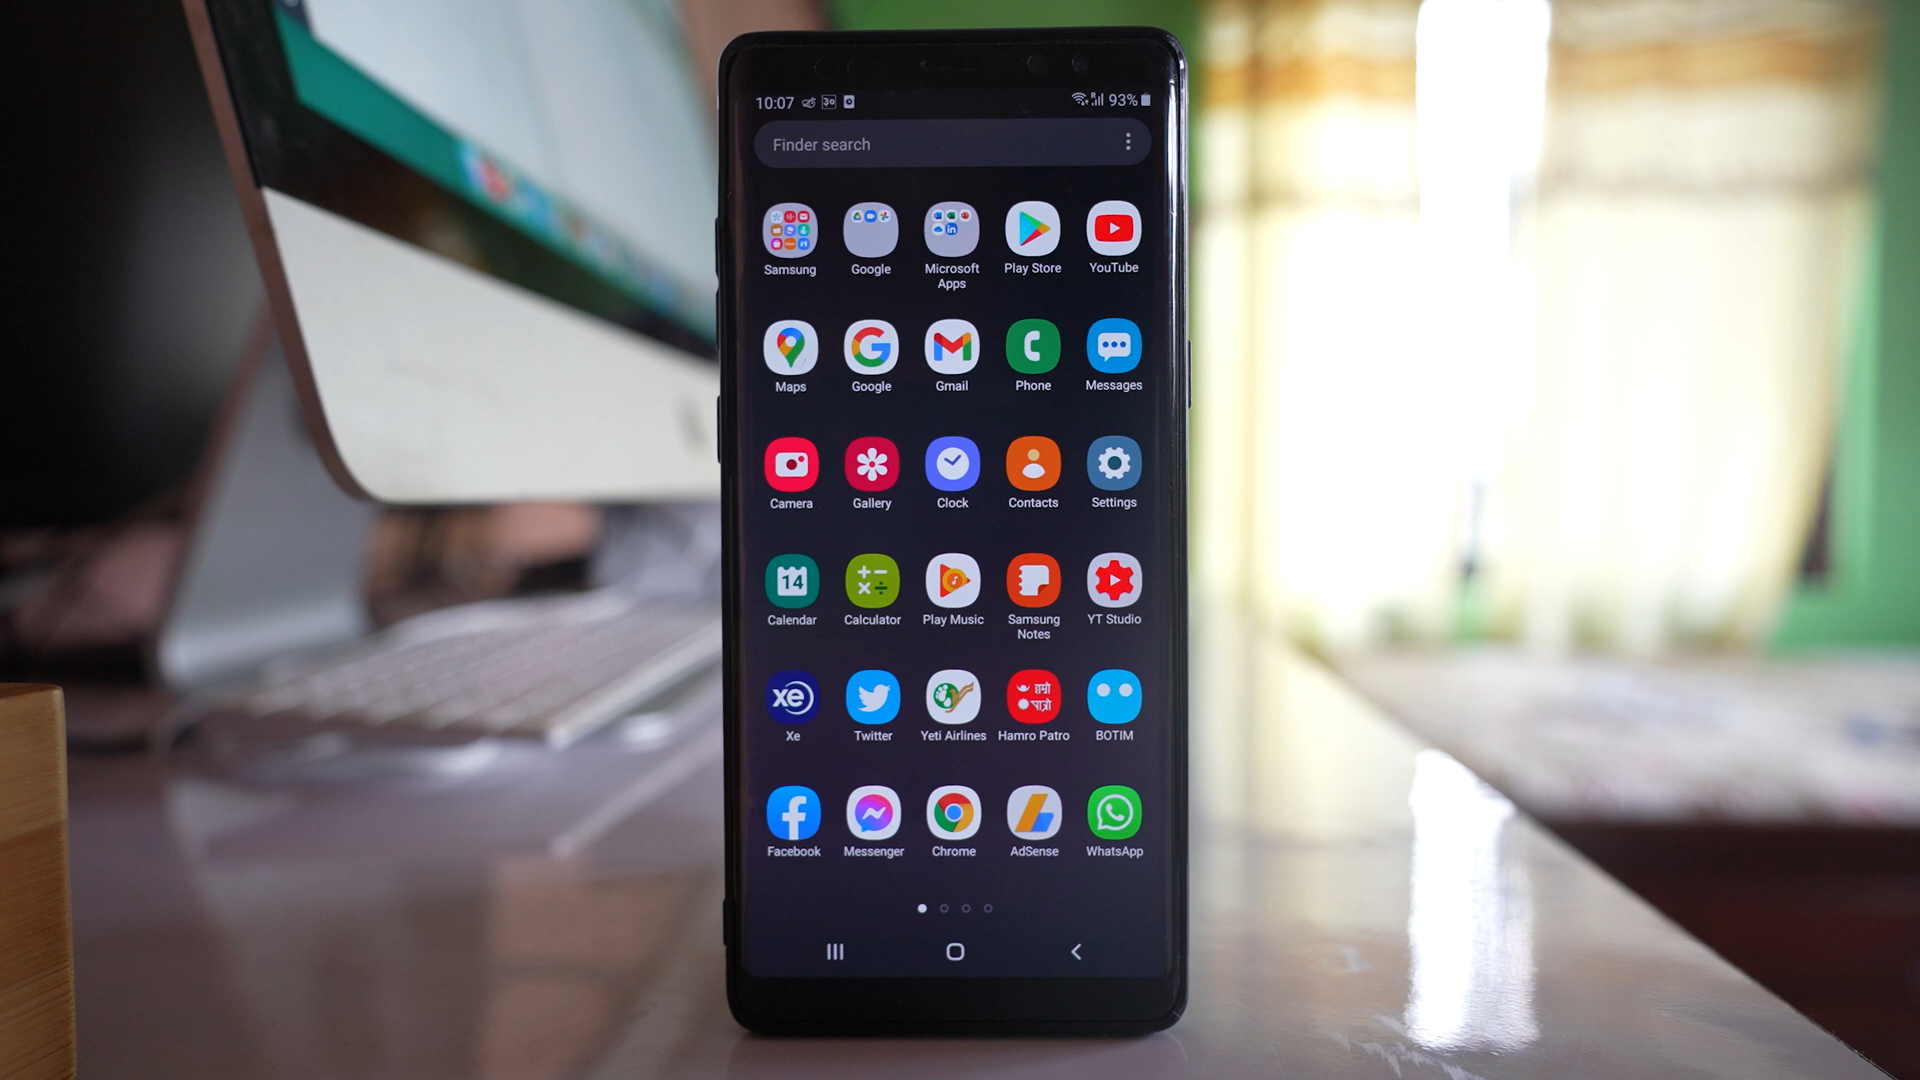 10:07 ३० 93%
Finder search
Samsung Google Microsoft Apps Play Store YouTube
Maps Google Gmail Phone Messages
Camera Gallery Clock Contacts Settings
14
Calendar Calculator Play Music Samsung Notes YT Studio
xe हाम्रो पात्रो
Xe Twitter Yeti Airlines Hamro Patro BOTIM
Facebook Messenger Chrome AdSense WhatsApp